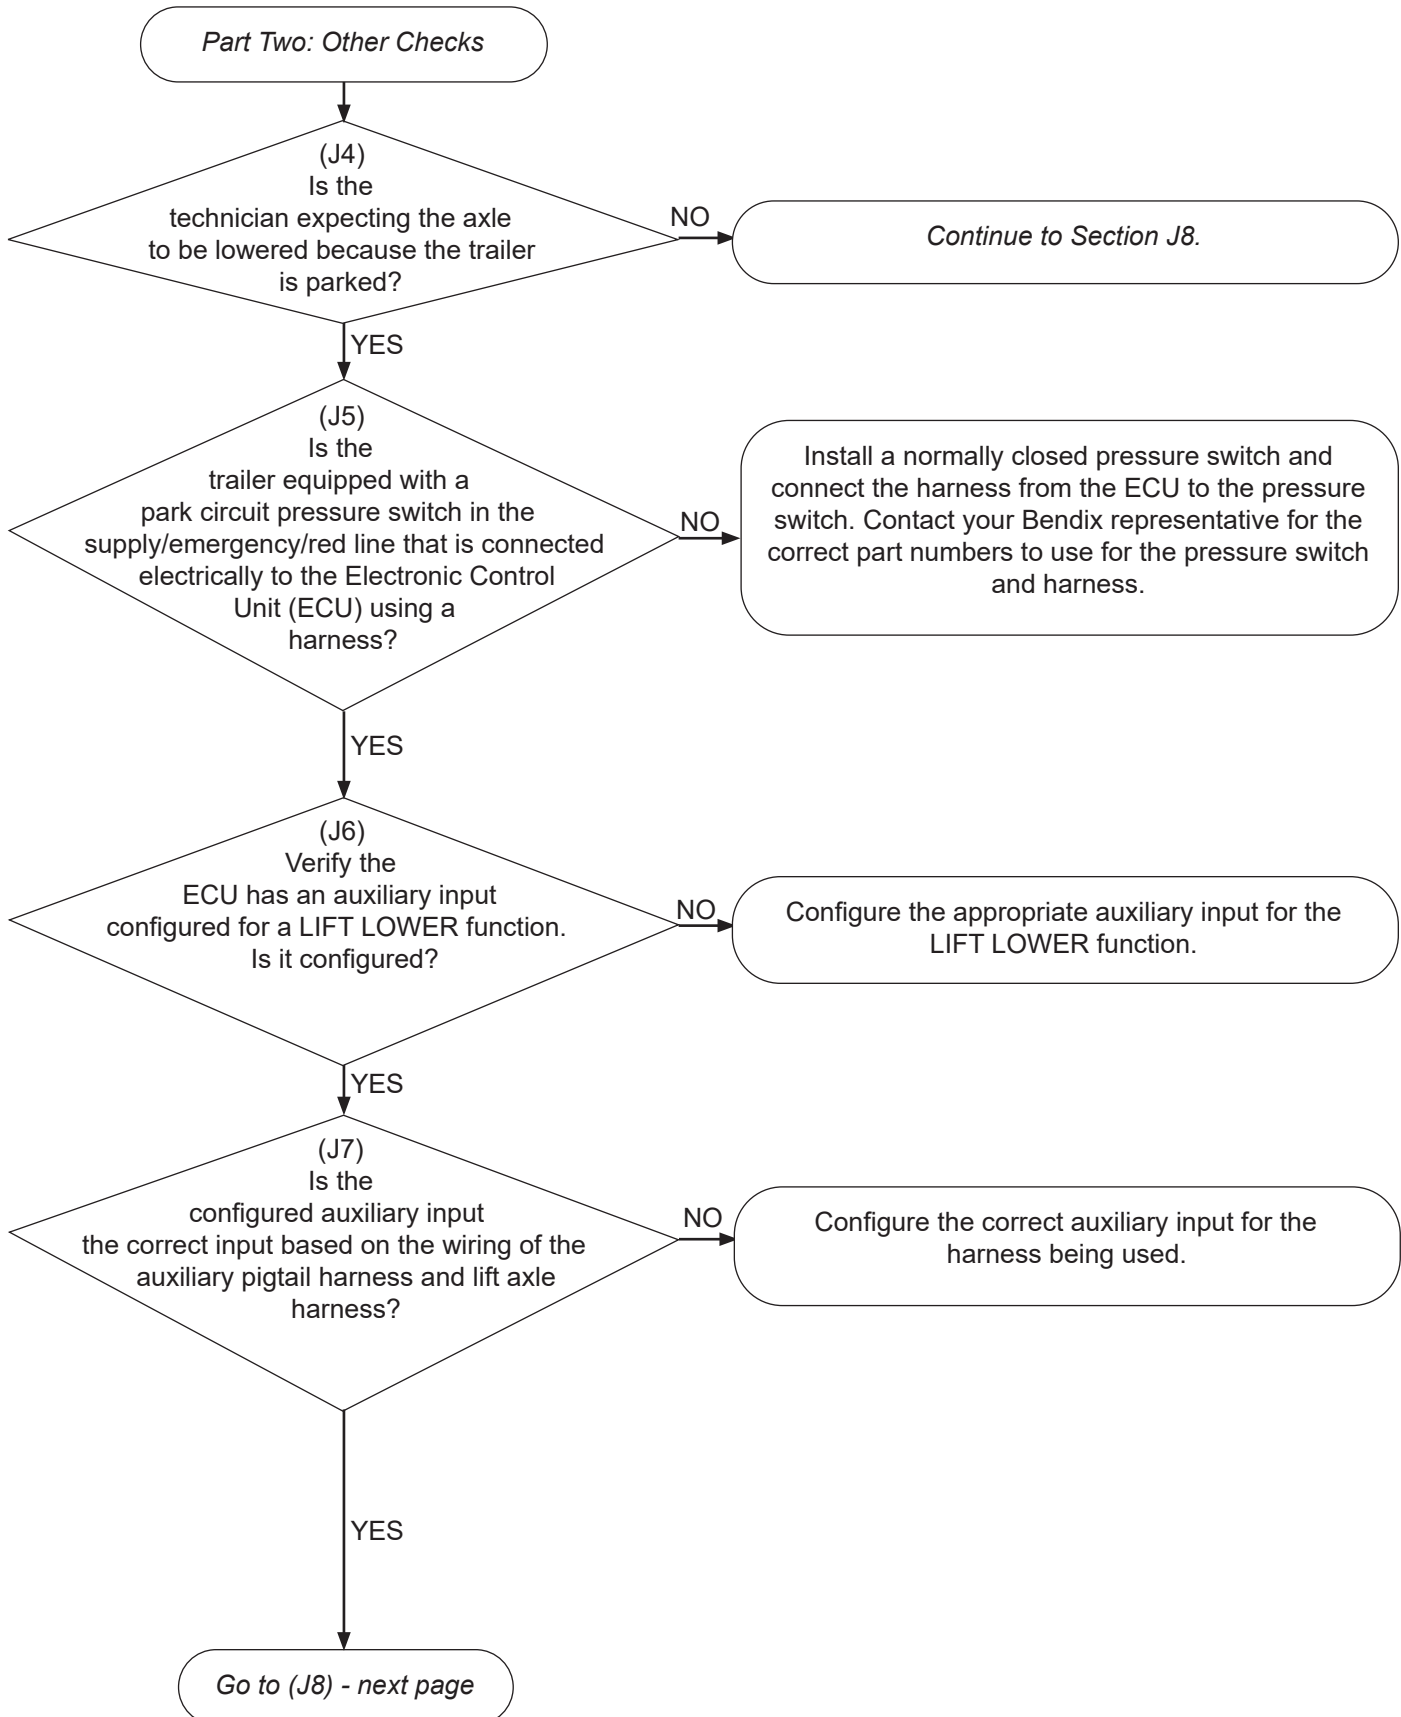 Part Two: Other Checks
(J4)
Is the
technician expecting the axle
to be lowered because the trailer
is parked?
NO
Continue to Section J8.
YES
(J5)
Is the
trailer equipped with a
park circuit pressure switch in the
supply/emergency/red line that is connected
electrically to the Electronic Control
Unit (ECU) using a
harness?
NO
Install a normally closed pressure switch and
connect the harness from the ECU to the pressure
switch. Contact your Bendix representative for the
correct part numbers to use for the pressure switch
and harness.
YES
(J6)
Verify the
ECU has an auxiliary input
configured for a LIFT LOWER function.
Is it configured?
NO
Configure the appropriate auxiliary input for the
LIFT LOWER function.
YES
(J7)
Is the
configured auxiliary input
the correct input based on the wiring of the
auxiliary pigtail harness and lift axle
harness?
NO
Configure the correct auxiliary input for the
harness being used.
YES
Go to (J8) - next page